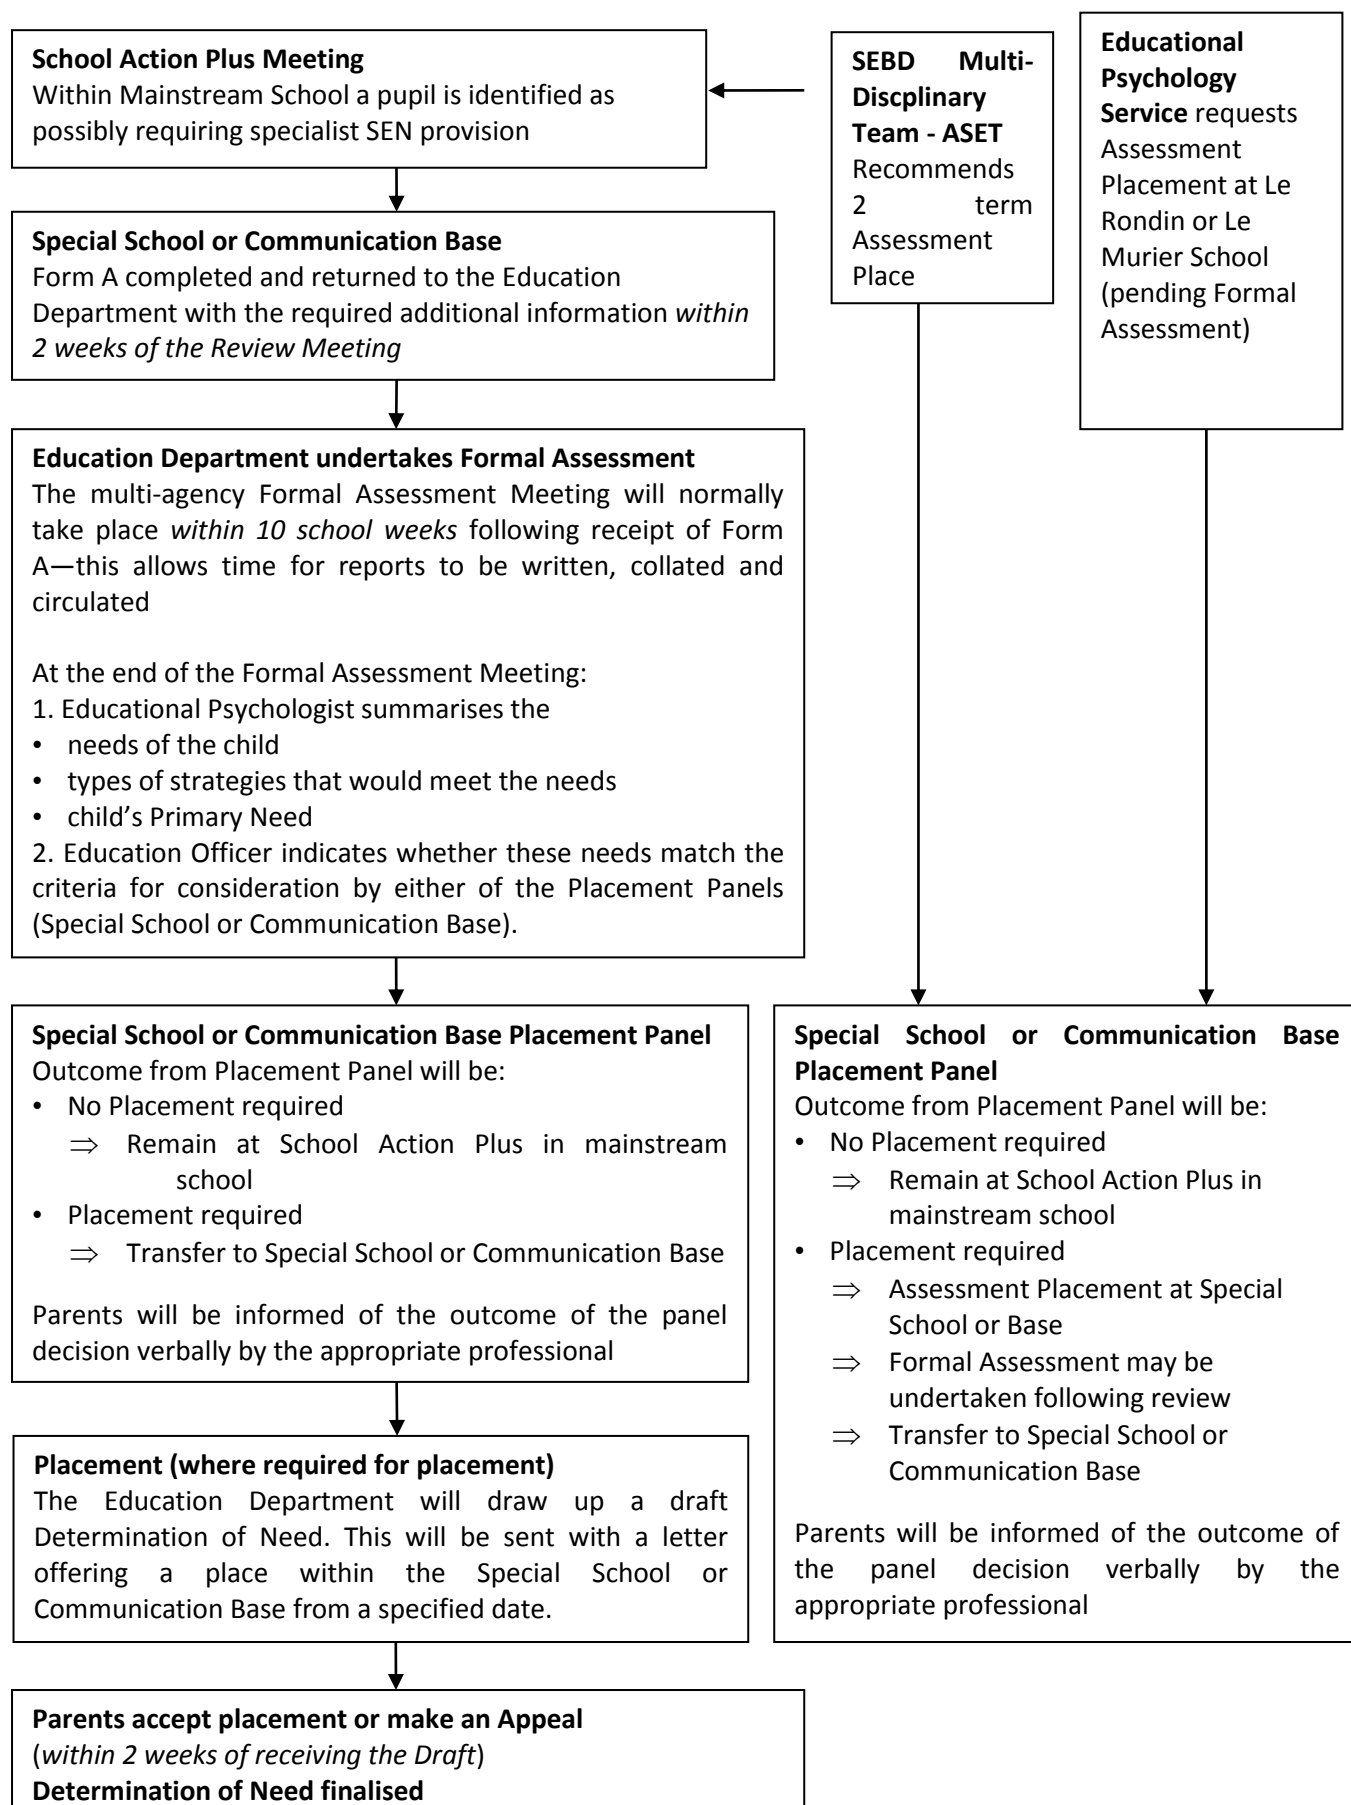 School Action Plus Meeting
Within Mainstream School a pupil is identified as
possibly requiring specialist SEN provision
SEBD Multi-
Discplinary
Team - ASET
Recommends
2 term
Assessment
Place
Educational
Psychology
Service requests
Assessment
Placement at Le
Rondin or Le
Murier School
(pending Formal
Assessment)
Special School or Communication Base
Form A completed and returned to the Education
Department with the required additional information within
2 weeks of the Review Meeting
Education Department undertakes Formal Assessment
The multi-agency Formal Assessment Meeting will normally
take place within 10 school weeks following receipt of Form
A—this allows time for reports to be written, collated and
circulated
At the end of the Formal Assessment Meeting:
1. Educational Psychologist summarises the
• needs of the child
• types of strategies that would meet the needs
• child’s Primary Need
2. Education Officer indicates whether these needs match the
criteria for consideration by either of the Placement Panels
(Special School or Communication Base).
Special School or Communication Base Placement Panel
Outcome from Placement Panel will be:
• No Placement required
⇒ Remain at School Action Plus in mainstream
school
• Placement required
⇒ Transfer to Special School or Communication Base
Parents will be informed of the outcome of the panel
decision verbally by the appropriate professional
Special School or Communication Base
Placement Panel
Outcome from Placement Panel will be:
• No Placement required
⇒ Remain at School Action Plus in
mainstream school
• Placement required
⇒ Assessment Placement at Special
School or Base
⇒ Formal Assessment may be
undertaken following review
⇒ Transfer to Special School or
Communication Base
Parents will be informed of the outcome of
the panel decision verbally by the
appropriate professional
Placement (where required for placement)
The Education Department will draw up a draft
Determination of Need. This will be sent with a letter
offering a place within the Special School or
Communication Base from a specified date.
Parents accept placement or make an Appeal
(within 2 weeks of receiving the Draft)
Determination of Need finalised